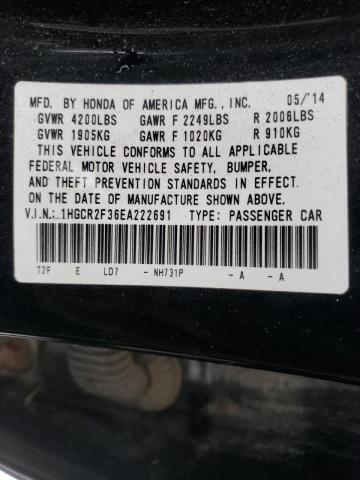 MFD. BY HONDA OF AMERICA MFG., INC. 05/'14
GVWR 4200LBS GAWR F 2249LBS R 2006LBS
GVWR 1905KG GAWR F 1020KG R 910KG
THIS VEHICLE CONFORMS TO ALL APPLICABLE
FEDERAL MOTOR VEHICLE SAFETY, BUMPER,
AND THEFT PREVENTION STANDARDS IN EFFECT
ON THE DATE OF MANUFACTURE SHOWN ABOVE.
V.I.N.: 1HGCR2F36EA222691 TYPE: PASSENGER CAR
T2F E LD7 - NH731P - A - A